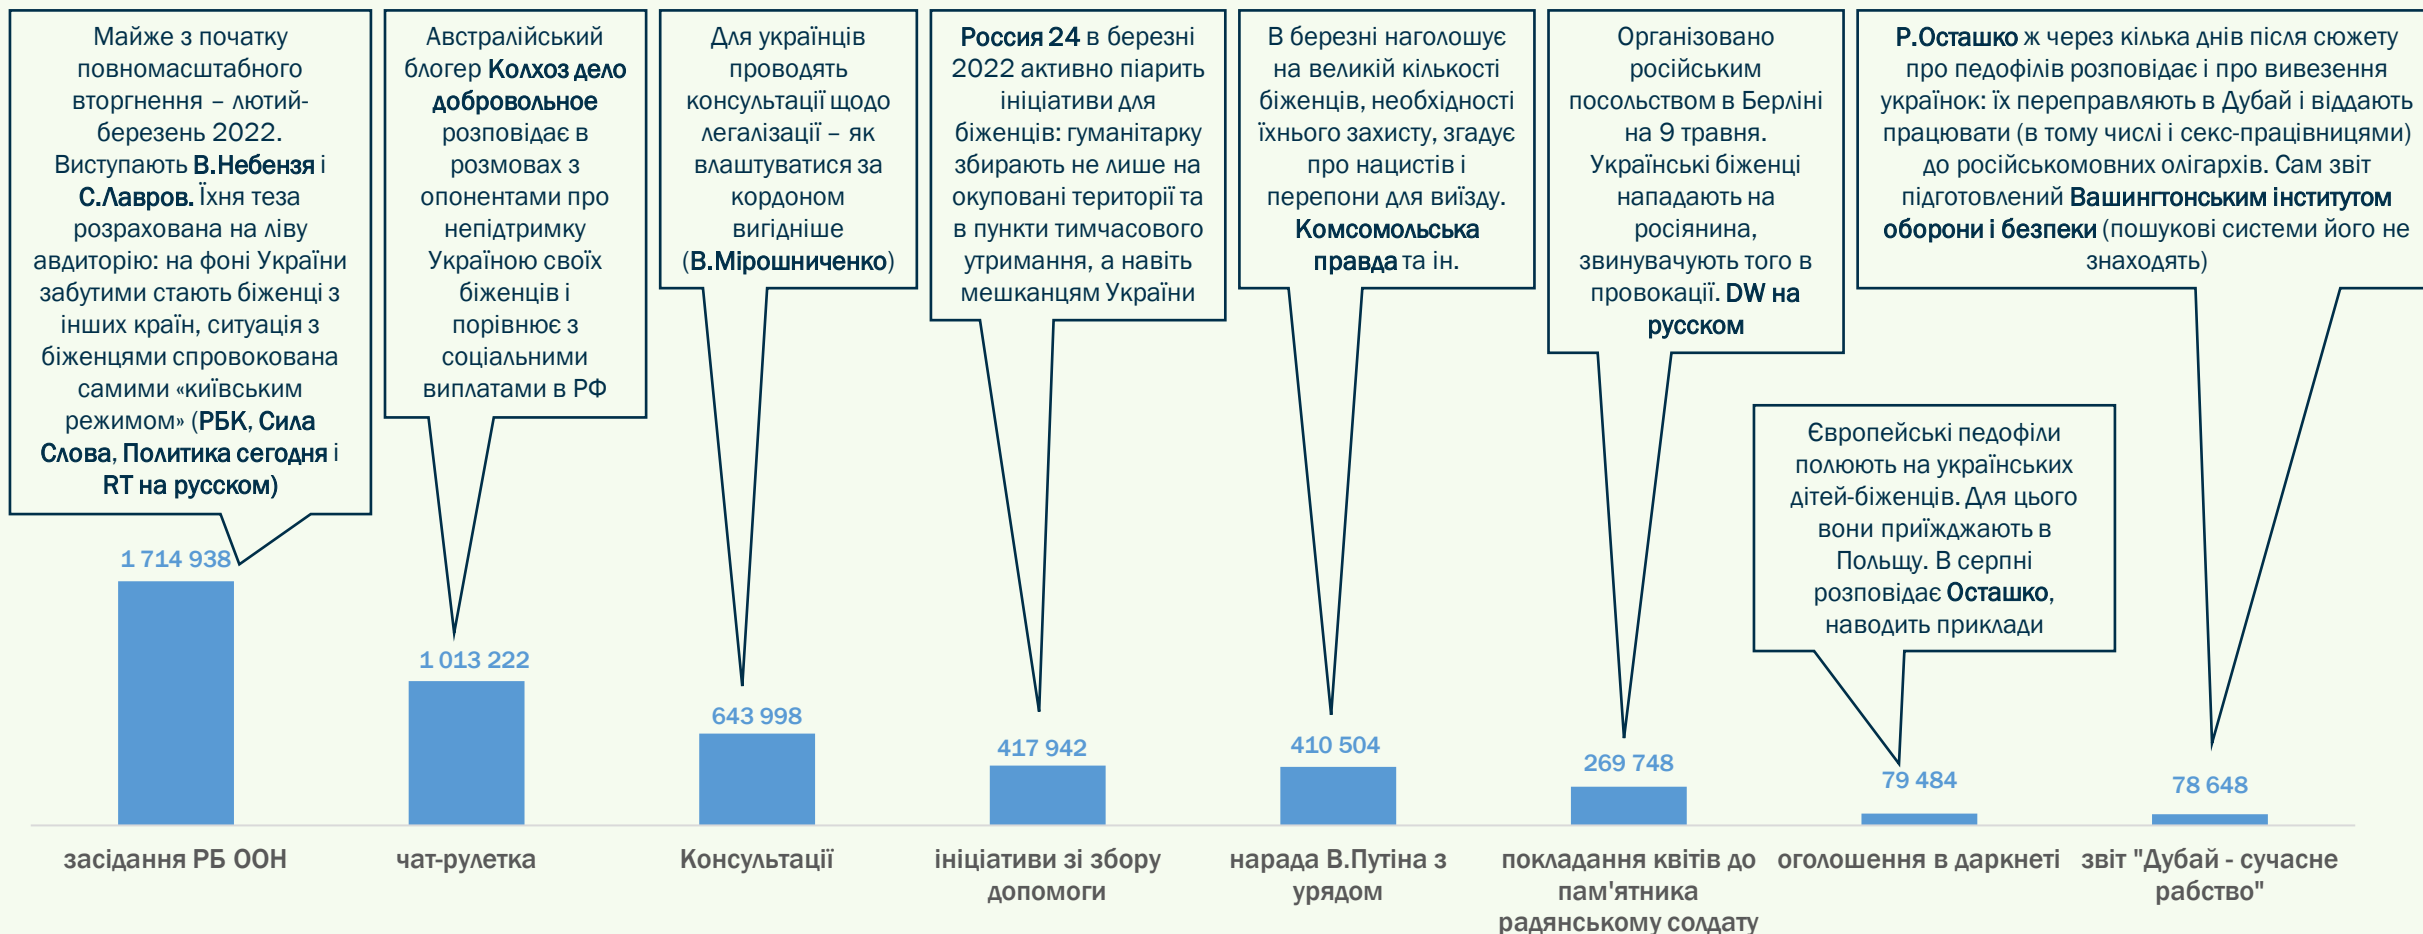 Майже з початку
повномасштабного
вторгнення – лютий-
березень 2022.
Виступають В.Небензя і
С.Лавров. Їхня теза
розрахована на ліву
авдиторію: на фоні України
забутими стають біженці з
інших країн, ситуація з
біженцями спровокована
самими «київським
режимом» (РБК, Сила
Слова, Политика сегодня і
RT на русском)
Австралійський
блогер Колхоз дело
добровольное
розповідає в
розмовах з
опонентами про
непідтримку
Україною своїх
біженців і
порівнює з
соціальними
виплатами в РФ
Для українців
проводять
консультації щодо
легалізації – як
влаштуватися за
кордоном
вигідніше
(В.Мірошниченко)
Россия 24 в березні
2022 активно піарить
ініціативи для
біженців: гуманітарку
збирають не лише на
окуповані території та
в пункти тимчасового
утримання, а навіть
мешканцям України
В березні наголошує
на великій кількості
біженців, необхідності
їхнього захисту, згадує
про нацистів і
перепони для виїзду.
Комсомольська
правда та ін.
Організовано
російським
посольством в Берліні
на 9 травня.
Українські біженці
нападають на
росіянина,
звинувачують того в
провокації. DW на
русском
Р.Осташко ж через кілька днів після сюжету
про педофілів розповідає і про вивезення
українок: їх переправляють в Дубай і віддають
працювати (в тому числі і секс-працівницями)
до російськомовних олігархів. Сам звіт
підготовлений Вашингтонським інститутом
оборони і безпеки (пошукові системи його не
знаходять)
Європейські педофіли
полюють на українських
дітей-біженців. Для цього
вони приїжджають в
Польщу. В серпні
розповідає Осташко,
наводить приклади
1 714 938
1 013 222
643 998
417 942
410 504
269 748
79 484
78 648
засідання РБ ООН
чат-рулетка
Консультації
ініціативи зі збору
допомоги
нарада В.Путіна з
урядом
покладання квітів до
пам'ятника
радянському солдату
оголошення в даркнеті
звіт "Дубай - сучасне
рабство"